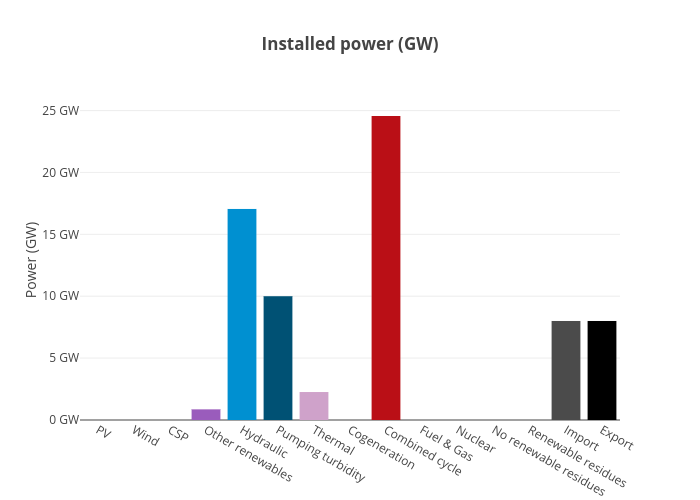 Installed power (GW)
Power (GW)
25 GW
20 GW
15 GW
10 GW
5 GW
0 GW
PV
Wind
CSP
Other renewables
Hydraulic
Pumping turbidity
Thermal
Cogeneration
Combined cycle
Fuel & Gas
Nuclear
No renewable residues
Renewable residues
Import
Export